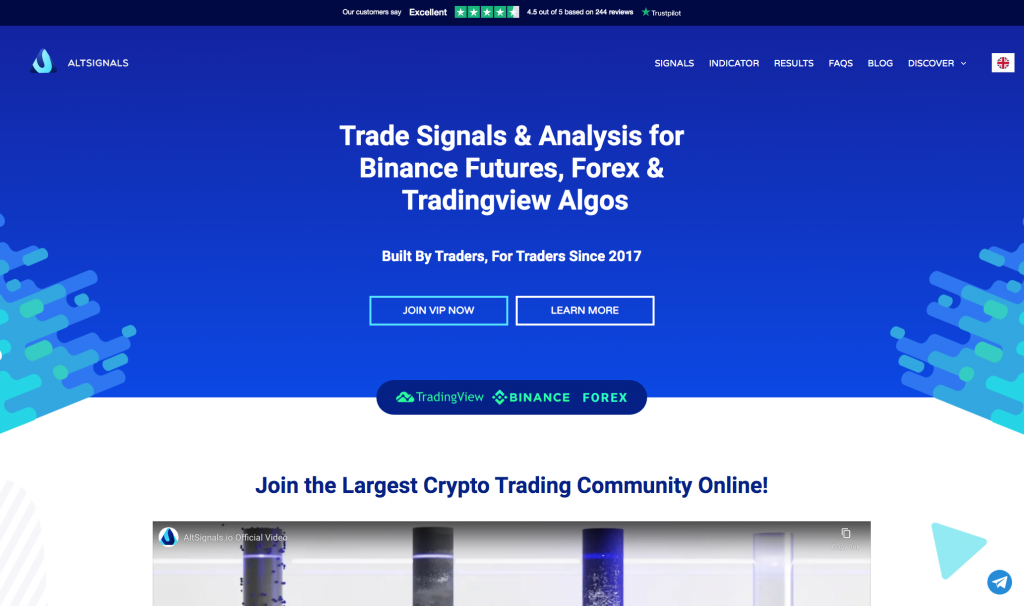 Our customers say Excellent 4.5 out of 5 based on 244 reviews Trustpilot
ALTSIGNALS
SIGNALS INDICATOR RESULTS FAQS BLOG DISCOVER
Trade Signals & Analysis for
Binance Futures, Forex &
Tradingview Algos
Built By Traders, For Traders Since 2017
JOIN VIP NOW LEARN MORE
TradingView BINANCE FOREX
Join the Largest Crypto Trading Community Online!
AltSignals.io Official Video